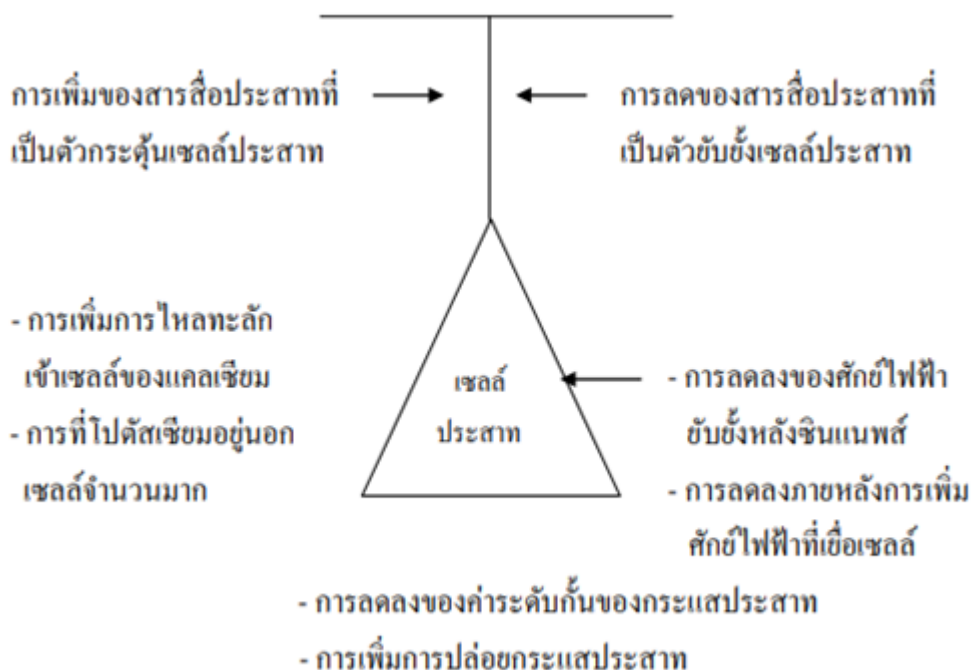 การเพิ่มของสารสื่อประสาทที่
เป็นตัวกระตุ้นเซลล์ประสาท
การลดของสารสื่อประสาทที่
เป็นตัวขับขั้งเซลล์ประสาท
- การเพิ่มการไหลทะลัก
เข้าเซลล์ของแคลเซียม
- การที่โปตัสเซียมอยู่นอก
เซลล์จำนวนมาก
เซลล์
ประสาท
- การลดลงของศักย์ไฟฟ้า
ขับขั้งหลังซินแนพส์
- การลดลงภายหลังการเพิ่ม
ศักย์ไฟฟ้าที่เยื่อเซลล์
- การลดลงของค่าระดับกั้นของกระแสประสาท
- การเพิ่มการปล่อยกระแสประสาท